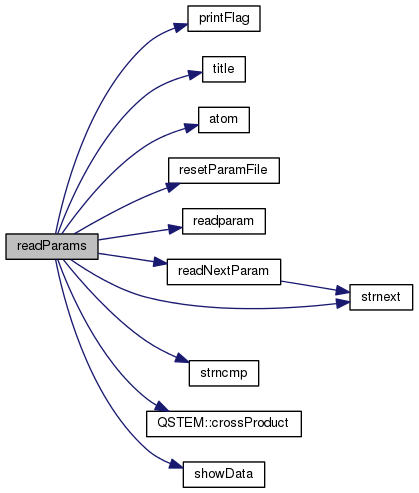 printFlag
title
atom
resetParamFile
readparam
readParams
readNextParam
strnext
strncmp
QSTEM::crossProduct
showData